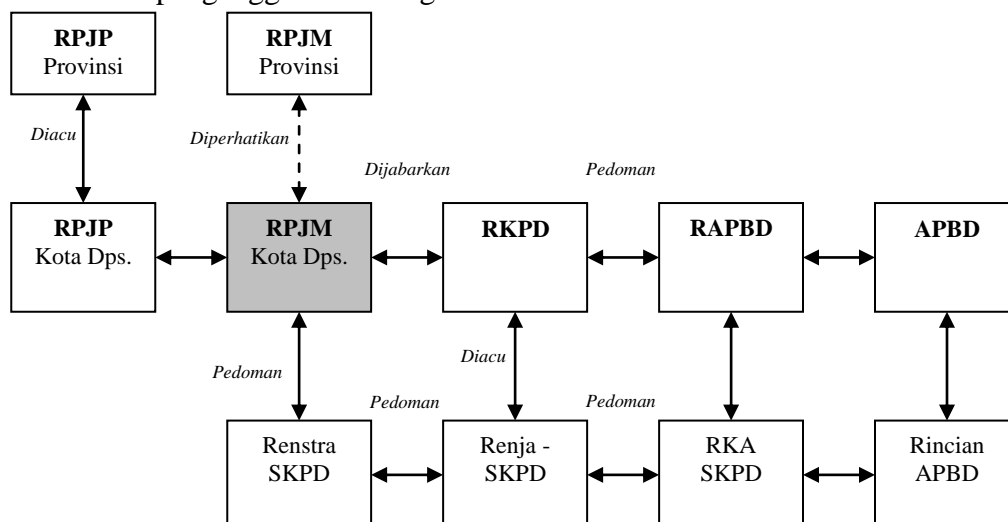 RPJP
Provinsi
RPJM
Provinsi
Diacu
Diperhatikan
Dijabarkan
Pedoman
RPJP
Kota Dps.
RPJM
Kota Dps.
RKPD
RAPBD
APBD
Pedoman
Diacu
Pedoman
Pedoman
Renstra
SKPD
Renja -
SKPD
RKA
SKPD
Rincian
APBD